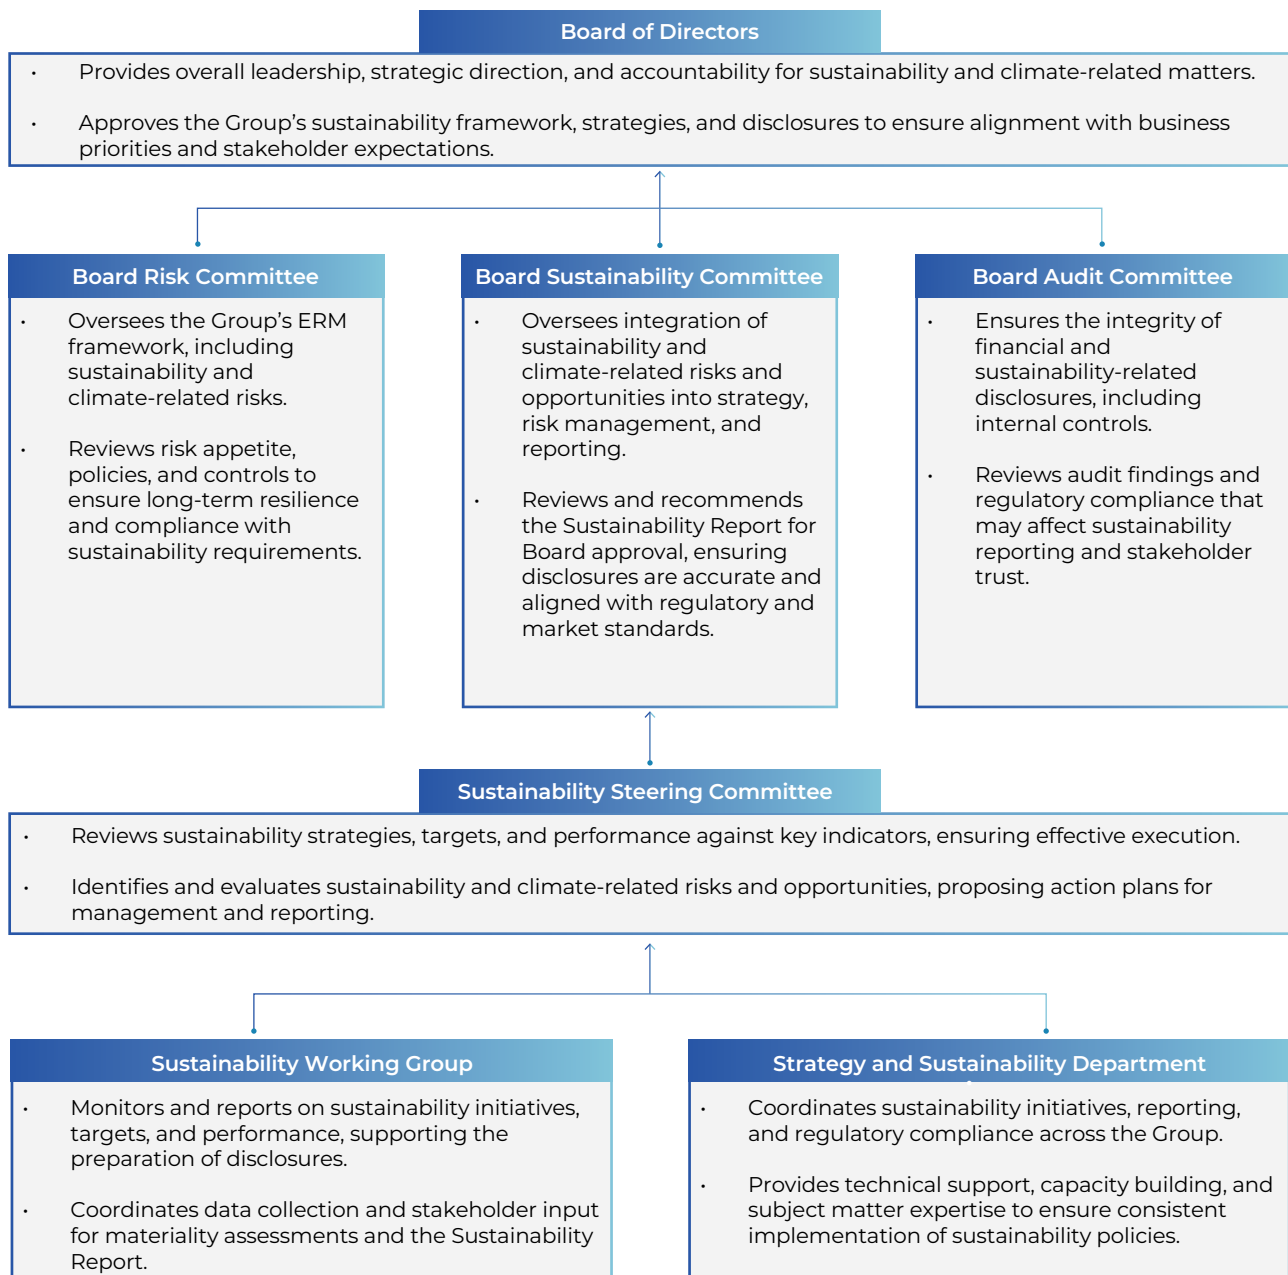 Board of Directors
• Provides overall leadership, strategic direction, and accountability for sustainability and climate-related matters.
• Approves the Group's sustainability framework, strategies, and disclosures to ensure alignment with business
priorities and stakeholder expectations.
Board Risk Committee
• Oversees the Group's ERM
framework, including
sustainability and
climate-related risks.
• Reviews risk appetite,
policies, and controls to
ensure long-term resilience
and compliance with
sustainability requirements.
Board Sustainability Committee
• Oversees integration of
sustainability and
climate-related risks and
opportunities into strategy,
risk management, and
reporting.
• Reviews and recommends
the Sustainability Report for
Board approval, ensuring
disclosures are accurate and
aligned with regulatory and
market standards.
Board Audit Committee
• Ensures the integrity of
financial and
sustainability-related
disclosures, including
internal controls.
• Reviews audit findings and
regulatory compliance that
may affect sustainability
reporting and stakeholder
trust.
Sustainability Steering Committee
• Reviews sustainability strategies, targets, and performance against key indicators, ensuring effective execution.
• Identifies and evaluates sustainability and climate-related risks and opportunities, proposing action plans for
management and reporting.
Sustainability Working Group
• Monitors and reports on sustainability initiatives,
targets, and performance, supporting the
preparation of disclosures.
• Coordinates data collection and stakeholder input
for materiality assessments and the Sustainability
Report.
Strategy and Sustainability Department
• Coordinates sustainability initiatives, reporting,
and regulatory compliance across the Group.
• Provides technical support, capacity building, and
subject matter expertise to ensure consistent
implementation of sustainability policies.